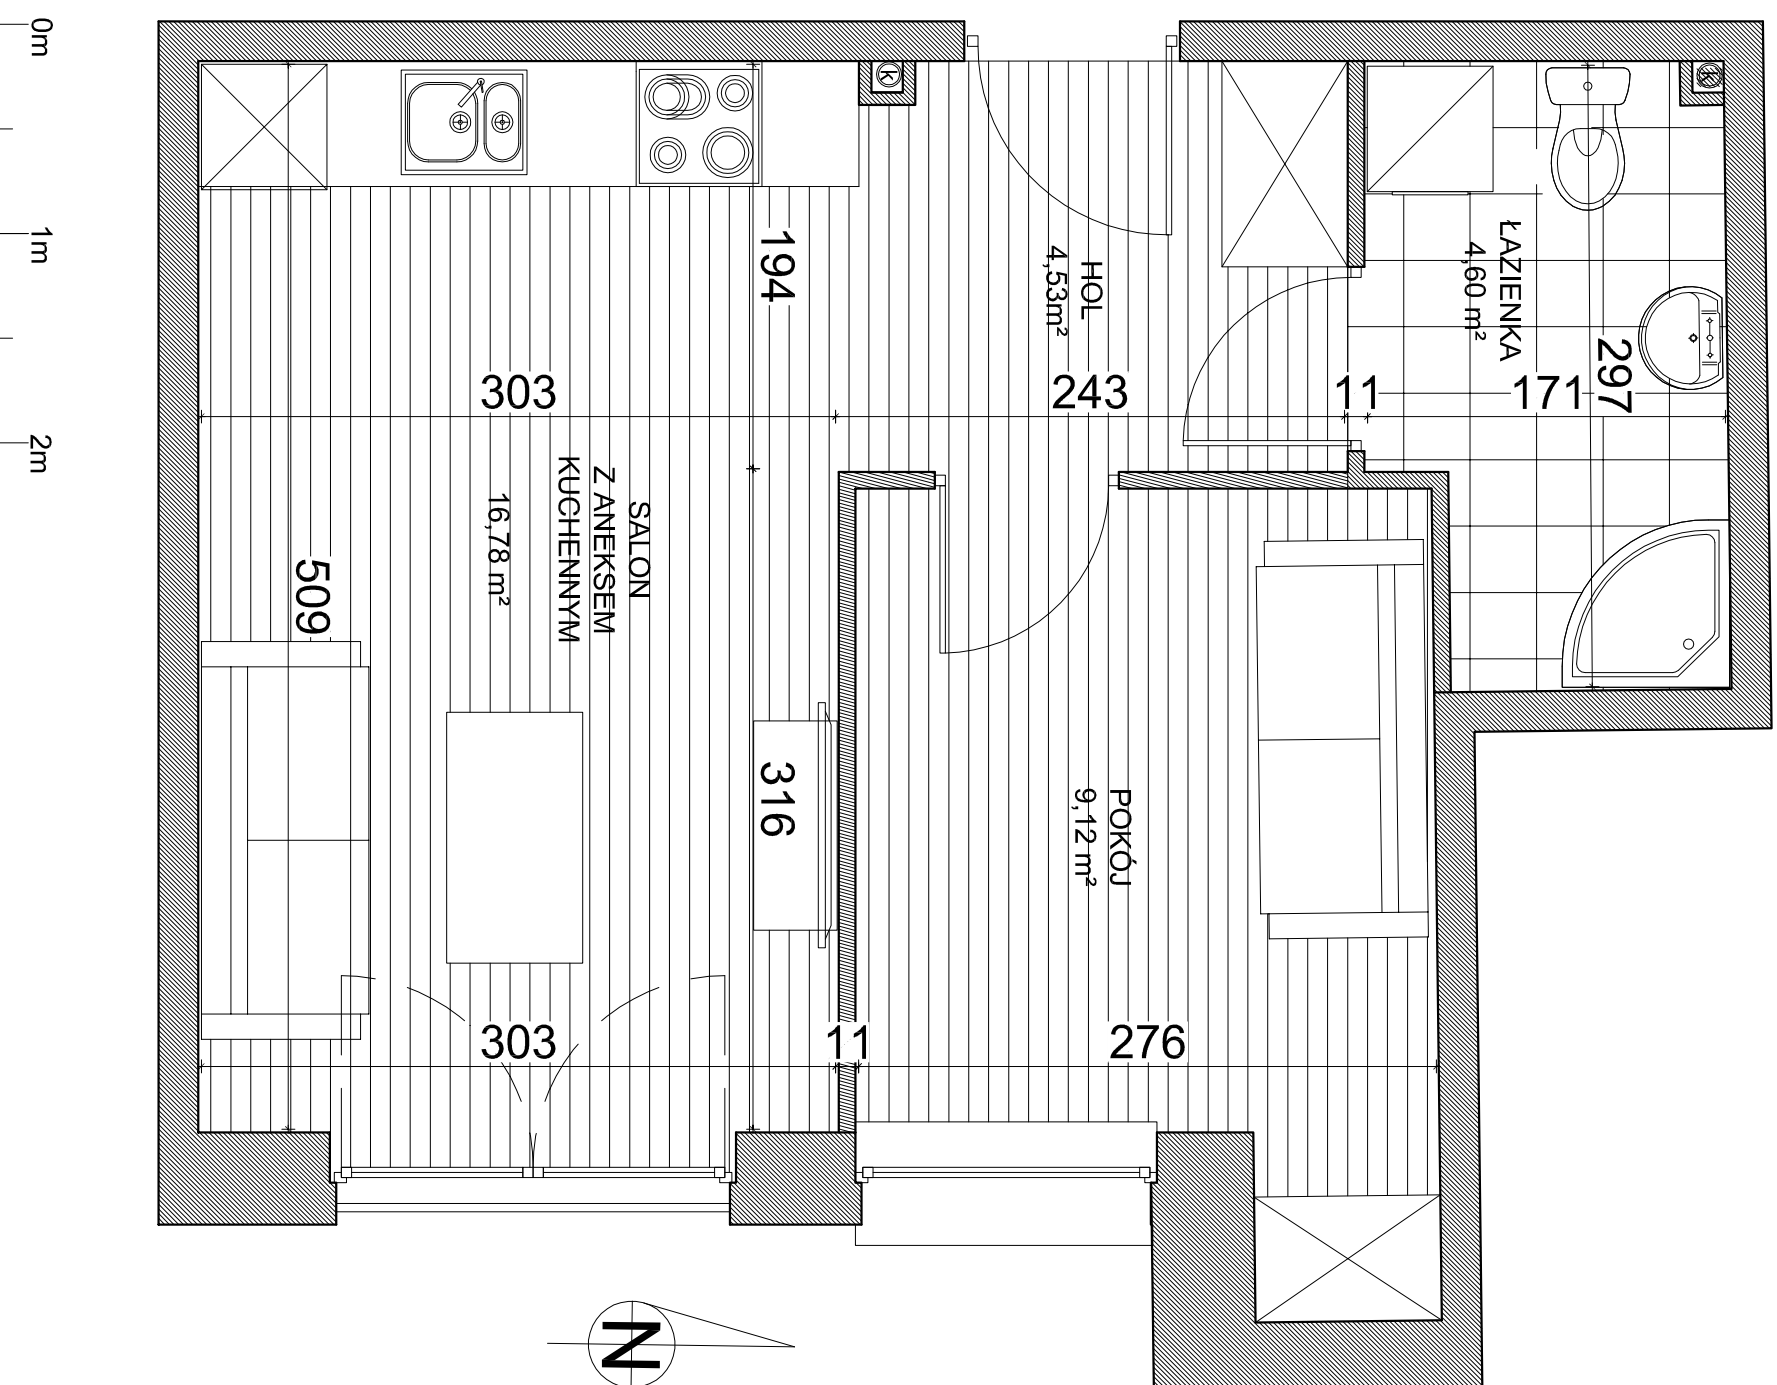 0m
1m
2m
k
k
194
HOL
4,53m²
ŁAZIENKA
4,60 m²
297
303
243
11
171
SALON
Z ANEKSEM
KUCHENNYM
16,78 m²
509
316
POKÓJ
9,12 m²
303
11
276
N